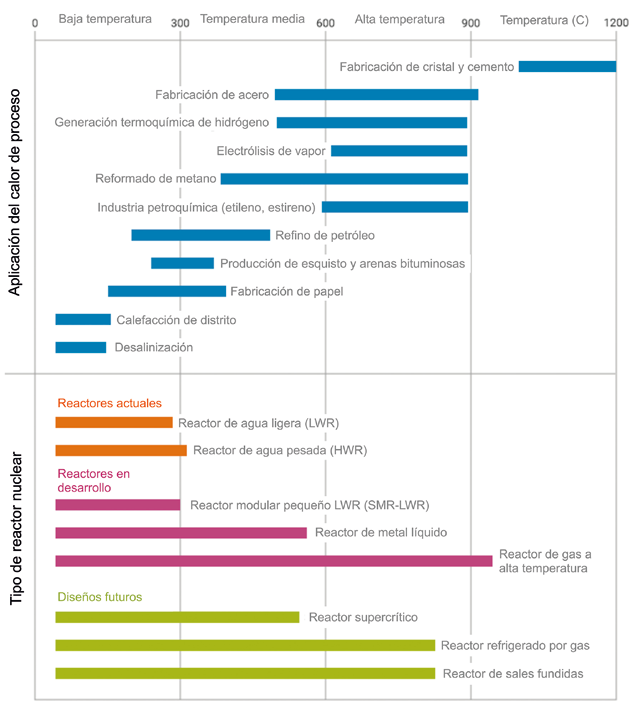 Baja temperatura
Temperatura media
Alta temperatura
Temperatura (C)
0
300
600
900
1200
Aplicación del calor de proceso
Fabricación de cristal y cemento
Fabricación de acero
Generación termoquímica de hidrógeno
Electrólisis de vapor
Reformado de metano
Industria petroquímica (etileno, estireno)
Refino de petróleo
Producción de esquisto y arenas bituminosas
Fabricación de papel
Calefacción de distrito
Desalinización
Tipo de reactor nuclear
Reactores actuales
Reactor de agua ligera (LWR)
Reactor de agua pesada (HWR)
Reactores en
desarrollo
Reactor modular pequeño LWR (SMR-LWR)
Reactor de metal líquido
Reactor de gas a
alta temperatura
Diseños futuros
Reactor supercrítico
Reactor refrigerado por gas
Reactor de sales fundidas